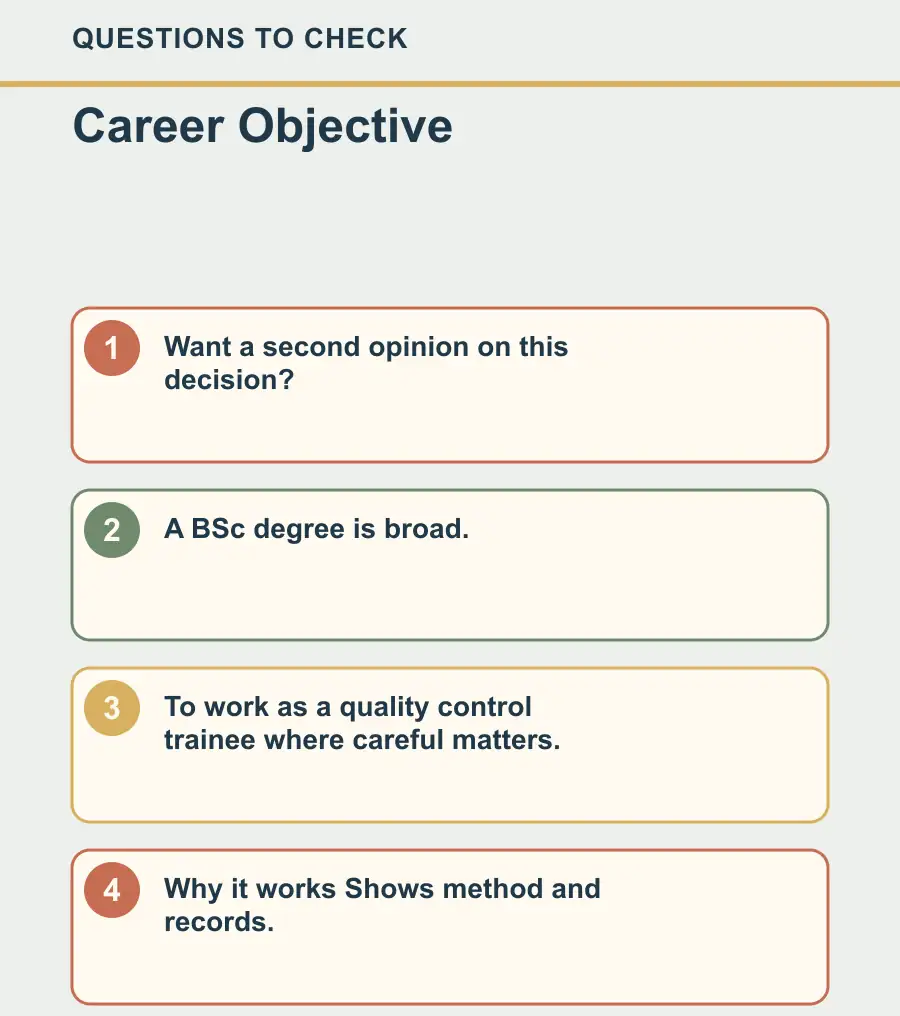 QUESTIONS TO CHECK
Career Objective
1
Want a second opinion on this
decision?
2
A BSc degree is broad.
3
To work as a quality control
trainee where careful matters.
4
Why it works Shows method and
records.